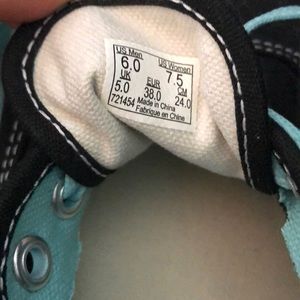 US Men US Women
6.0 7.5
UK EUR CM
5.0 38.0 24.0
721454 Made in China
Fabriqué en Chine